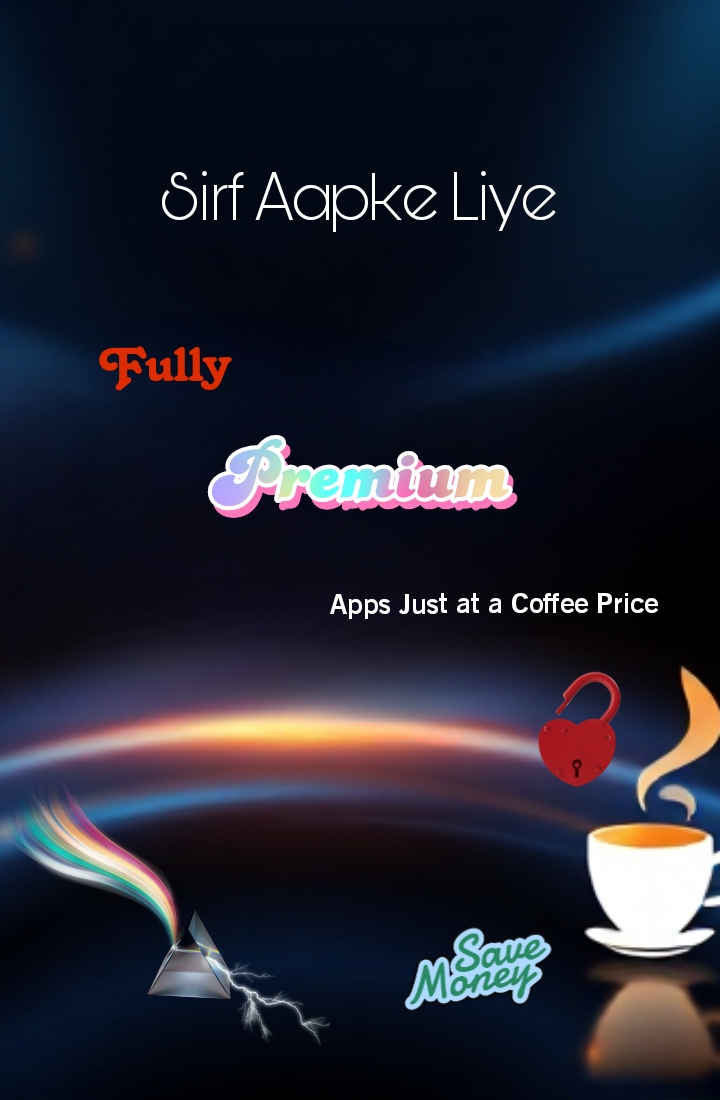 Sirf Aapke Liye
Fully
Premium
Apps Just at a Coffee Price
Save
Money